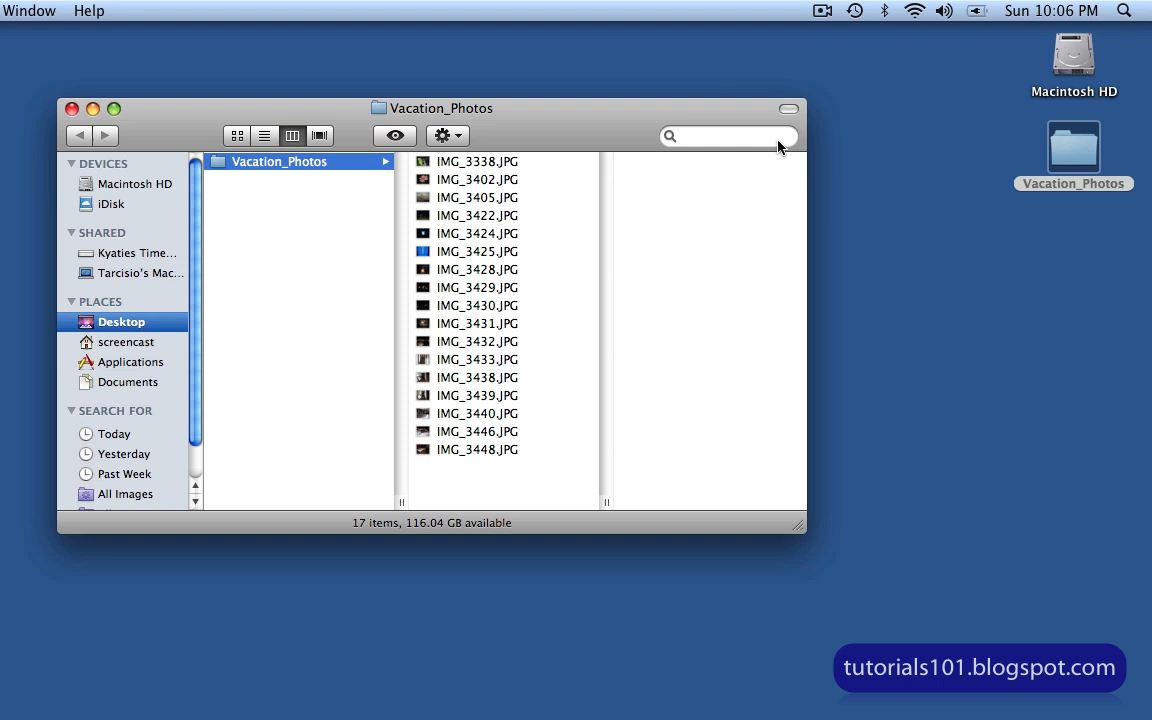 Window Help Sun 10:06 PM
Macintosh HD
Vacation_Photos
Vacation_Photos
DEVICES
Macintosh HD
iDisk
SHARED
Kyaties Time...
Tarcisio's Mac...
PLACES
Desktop
screencast
Applications
Documents
SEARCH FOR
Today
Yesterday
Past Week
All Images
Vacation_Photos
IMG_3338.JPG
IMG_3402.JPG
IMG_3405.JPG
IMG_3422.JPG
IMG_3424.JPG
IMG_3425.JPG
IMG_3428.JPG
IMG_3429.JPG
IMG_3430.JPG
IMG_3431.JPG
IMG_3432.JPG
IMG_3433.JPG
IMG_3438.JPG
IMG_3439.JPG
IMG_3440.JPG
IMG_3446.JPG
IMG_3448.JPG
17 items, 116.04 GB available
tutorials101.blogspot.com